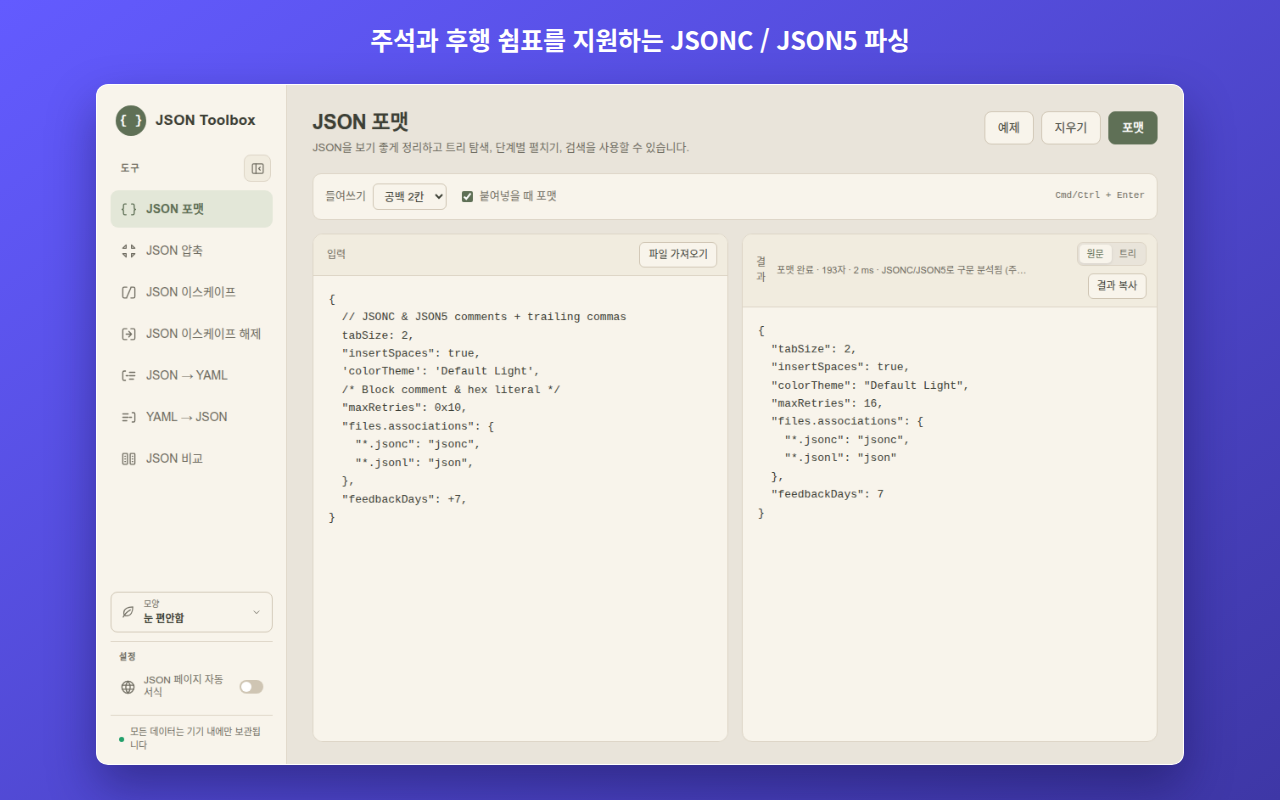 주석과 후행 쉼표를 지원하는 JSONC / JSON5 파싱
{ } JSON Toolbox
도구
JSON 포맷
JSON 압축
JSON 이스케이프
JSON 이스케이프 해제
JSON → YAML
YAML → JSON
JSON 비교
모양
눈 편안함
설정
JSON 페이지 자동
서식
모든 데이터는 기기 내에만 보관됩
니다
JSON 포맷
JSON을 보기 좋게 정리하고 트리 탐색, 단계별 펼치기, 검색을 사용할 수 있습니다.
예제
지우기
포맷
들여쓰기
공백 2칸
붙여넣을 때 포맷
Cmd/Ctrl + Enter
입력
파일 가져오기
{
  // JSONC & JSON5 comments + trailing commas
  tabSize: 2,
  "insertSpaces": true,
  'colorTheme': 'Default Light',
  /* Block comment & hex literal */
  "maxRetries": 0x10,
  "files.associations": {
    "*.jsonc": "jsonc",
    "*.jsonl": "json",
  },
  "feedbackDays": +7,
}
결
과
포맷 완료 · 193자 · 2 ms · JSONC/JSON5로 구문 분석됨 (주…
원문
트리
결과 복사
{
  "tabSize": 2,
  "insertSpaces": true,
  "colorTheme": "Default Light",
  "maxRetries": 16,
  "files.associations": {
    "*.jsonc": "jsonc",
    "*.jsonl": "json"
  },
  "feedbackDays": 7
}